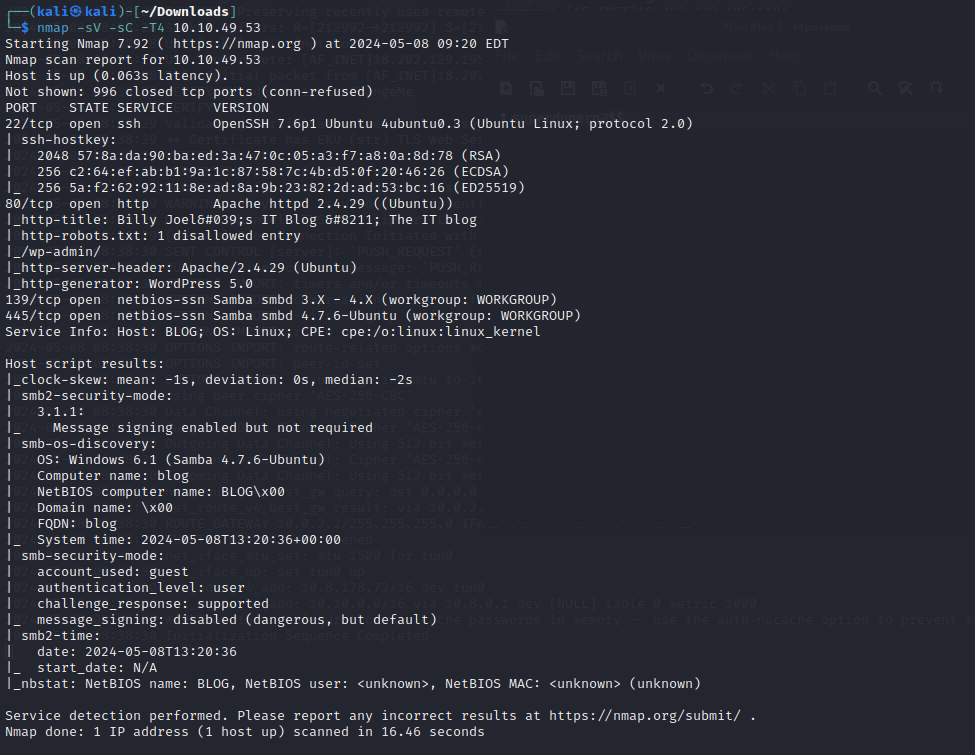 ┌──(kali㉿kali)-[~/Downloads]
└─$ nmap -sV -sC -T4 10.10.49.53
Starting Nmap 7.92 ( https://nmap.org ) at 2024-05-08 09:20 EDT
Nmap scan report for 10.10.49.53
Host is up (0.063s latency).
Not shown: 996 closed tcp ports (conn-refused)
PORT    STATE SERVICE     VERSION
22/tcp  open  ssh         OpenSSH 7.6p1 Ubuntu 4ubuntu0.3 (Ubuntu Linux; protocol 2.0)
| ssh-hostkey:
|   2048 57:8a:da:90:ba:ed:3a:47:0c:05:a3:f7:a8:0a:8d:78 (RSA)
|   256 c2:64:ef:ab:b1:9a:1c:87:58:7c:4b:d5:0f:20:46:26 (ECDSA)
|_  256 5a:f2:62:92:11:8e:ad:8a:9b:23:82:2d:ad:53:bc:16 (ED25519)
80/tcp  open  http        Apache httpd 2.4.29 ((Ubuntu))
|_http-title: Billy Joel&#039;s IT Blog &#8211; The IT blog
| http-robots.txt: 1 disallowed entry
|_/wp-admin/
|_http-server-header: Apache/2.4.29 (Ubuntu)
|_http-generator: WordPress 5.0
139/tcp open  netbios-ssn Samba smbd 3.X - 4.X (workgroup: WORKGROUP)
445/tcp open  netbios-ssn Samba smbd 4.7.6-Ubuntu (workgroup: WORKGROUP)
Service Info: Host: BLOG; OS: Linux; CPE: cpe:/o:linux:linux_kernel
Host script results:
|_clock-skew: mean: -1s, deviation: 0s, median: -2s
| smb2-security-mode:
|   3.1.1:
|_    Message signing enabled but not required
| smb-os-discovery:
|   OS: Windows 6.1 (Samba 4.7.6-Ubuntu)
|   Computer name: blog
|   NetBIOS computer name: BLOG\x00
|   Domain name: \x00
|   FQDN: blog
|_  System time: 2024-05-08T13:20:36+00:00
| smb-security-mode:
|   account_used: guest
|   authentication_level: user
|   challenge_response: supported
|_  message_signing: disabled (dangerous, but default)
| smb2-time:
|   date: 2024-05-08T13:20:36
|_  start_date: N/A
|_nbstat: NetBIOS name: BLOG, NetBIOS user: <unknown>, NetBIOS MAC: <unknown> (unknown)
Service detection performed. Please report any incorrect results at https://nmap.org/submit/ .
Nmap done: 1 IP address (1 host up) scanned in 16.46 seconds